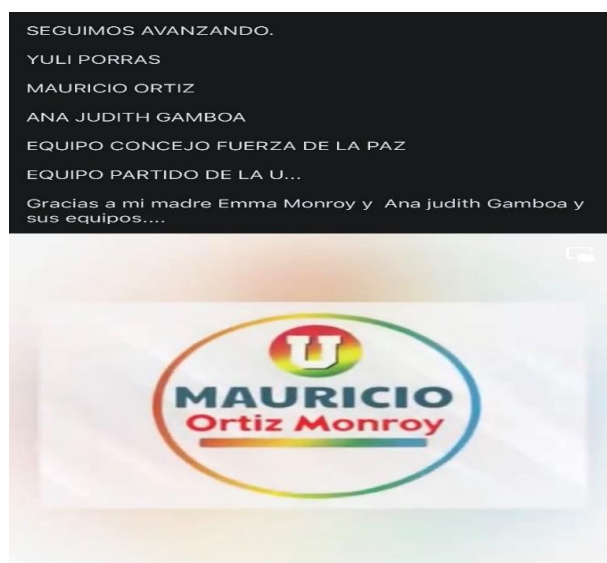 SEGUIMOS AVANZANDO.
YULI PORRAS
MAURICIO ORTIZ
ANA JUDITH GAMBOA
EQUIPO CONCEJO FUERZA DE LA PAZ
EQUIPO PARTIDO DE LA U...
Gracias a mi madre Emma Monroy y Ana judith Gamboa y
sus equipos....
U
MAURICIO
Ortiz Monroy